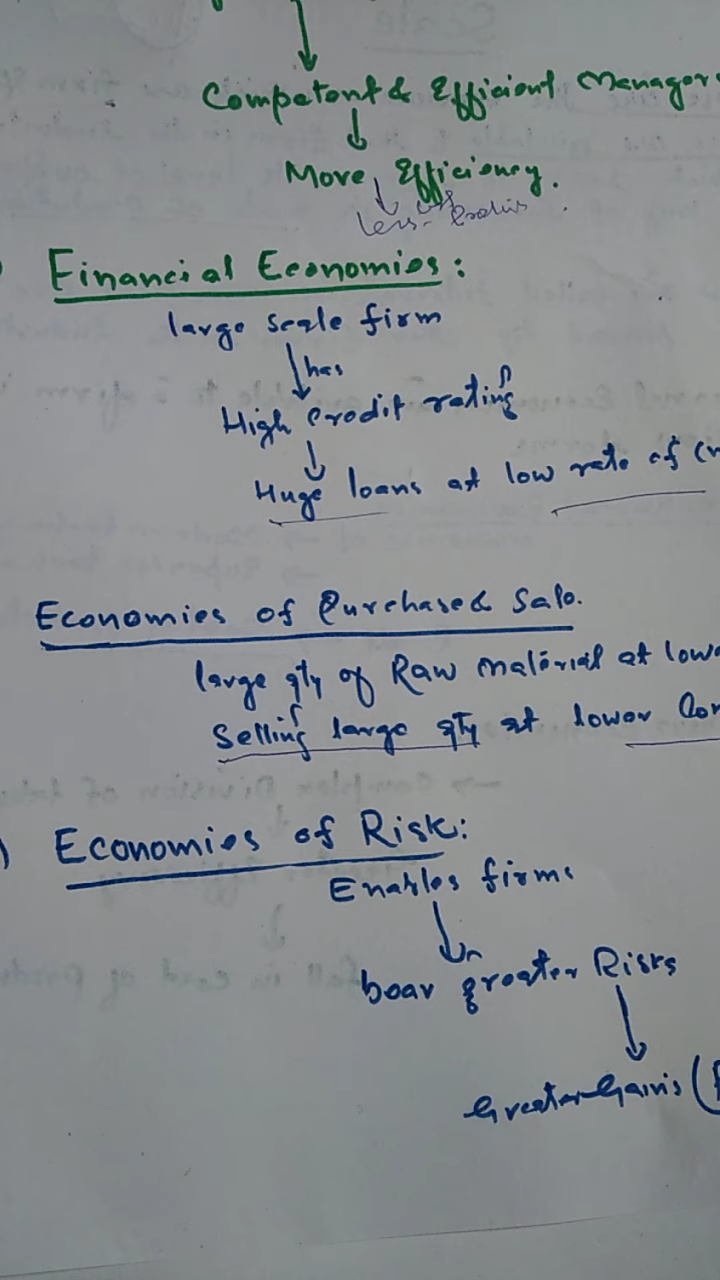 Competent & Efficient Manager
More Efficiency.
less
Financial Economies:
large scale firm
has
High Credit rating
Huge loans at low rate of
Economies of Purchase & Sale.
large qty of Raw material at low
Selling large qty at lower
Economies of Risk:
Enables firms
bear greater Risks
Greater Gains (